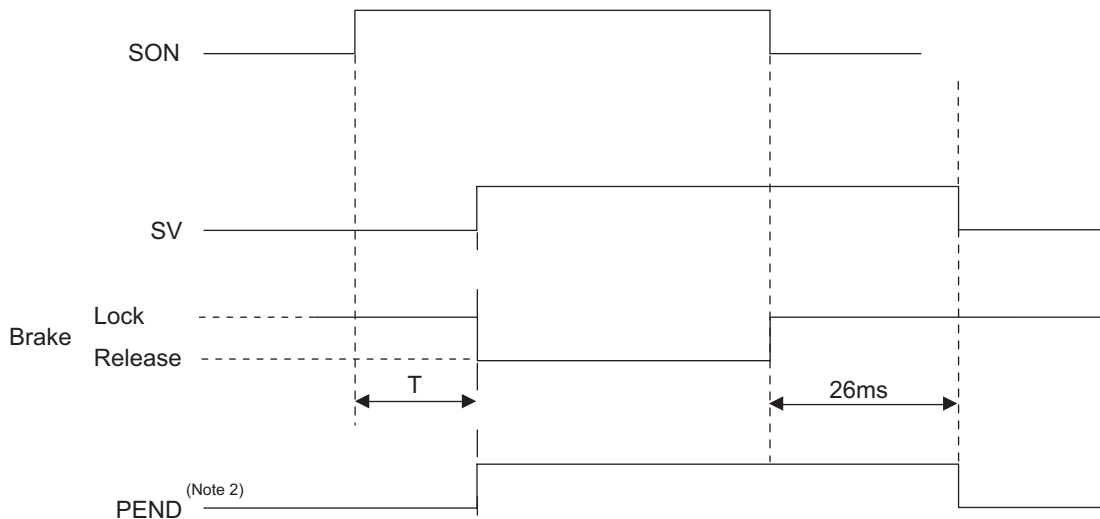 SON
SV
Lock
Brake
Release
T
26ms
PEND (Note 2)